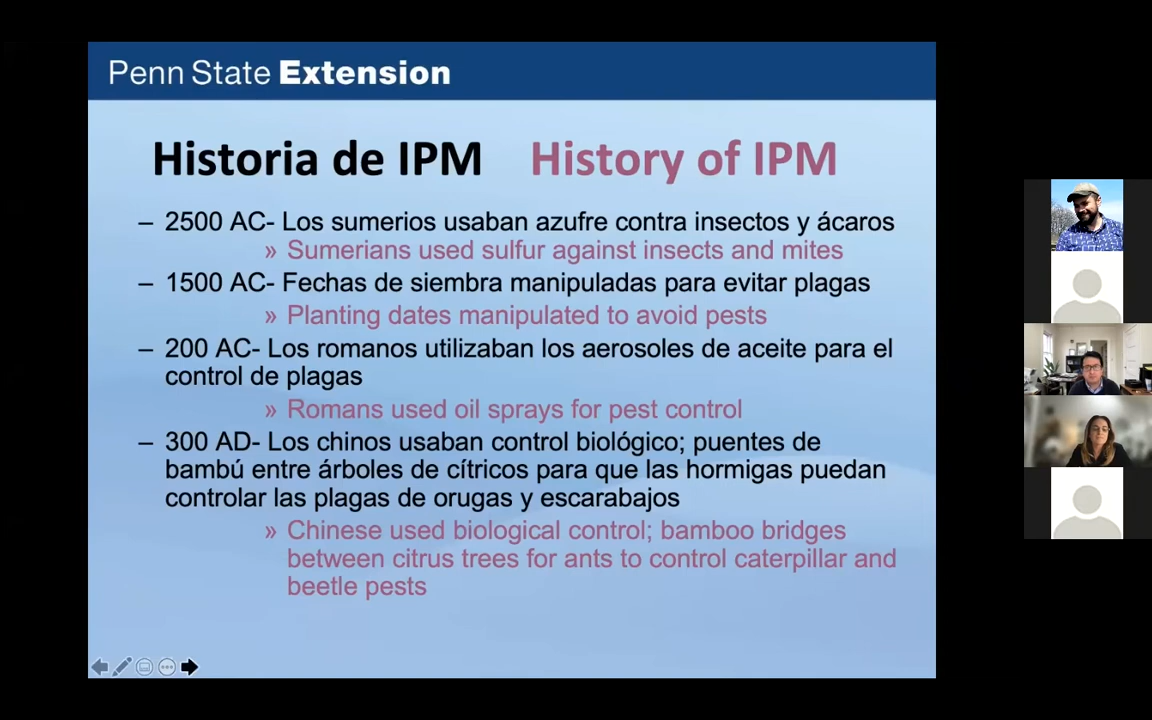 Penn State Extension
Historia de IPM History of IPM
– 2500 AC- Los sumerios usaban azufre contra insectos y ácaros
» Sumerians used sulfur against insects and mites
– 1500 AC- Fechas de siembra manipuladas para evitar plagas
» Planting dates manipulated to avoid pests
– 200 AC- Los romanos utilizaban los aerosoles de aceite para el
control de plagas
» Romans used oil sprays for pest control
– 300 AD- Los chinos usaban control biológico; puentes de
bambú entre árboles de cítricos para que las hormigas puedan
controlar las plagas de orugas y escarabajos
» Chinese used biological control; bamboo bridges
between citrus trees for ants to control caterpillar and
beetle pests